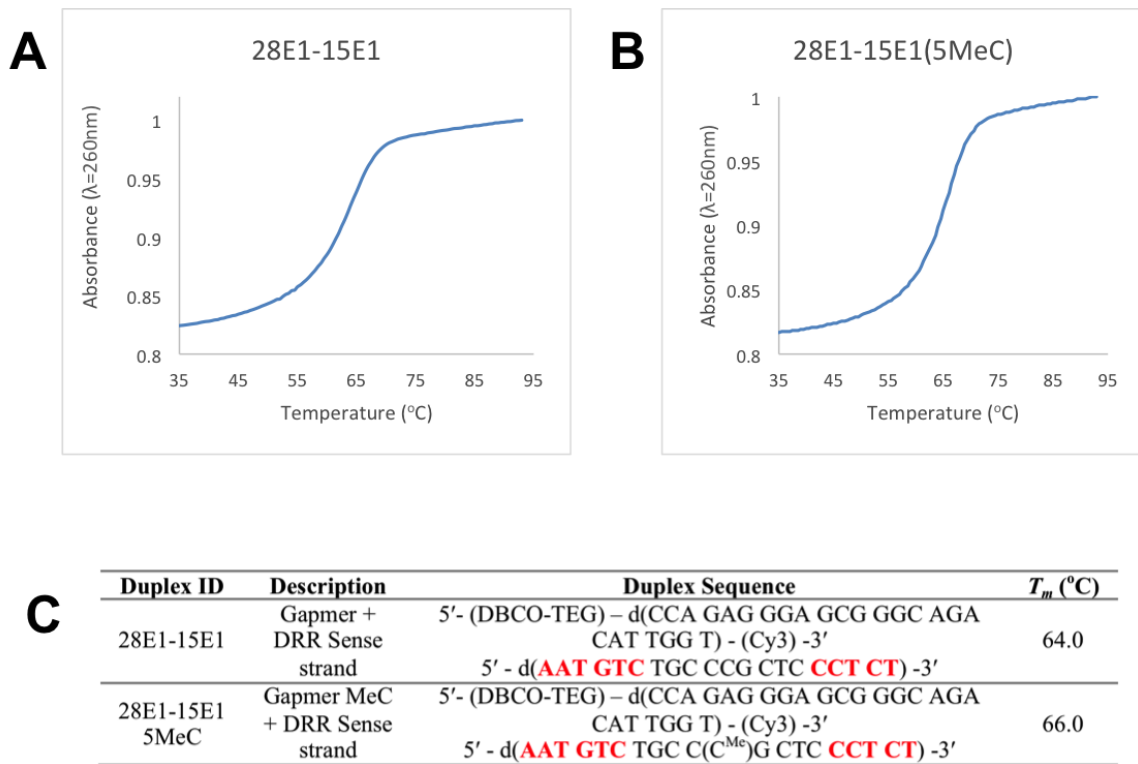 A
28E1-15E1
Absorbance (λ=260nm)
1
0.95
0.9
0.85
0.8
35 45 55 65 75 85 95
Temperature (°C)
B
28E1-15E1(5MeC)
Absorbance (λ=260nm)
1
0.95
0.9
0.85
0.8
35 45 55 65 75 85 95
Temperature (°C)
C
Duplex ID Description Duplex Sequence Tm (°C)
28E1-15E1
Gapmer +
DRR Sense
strand
5′- (DBCO-TEG) – d(CCA GAG GGA GCG GGC AGA
CAT TGG T) - (Cy3) -3′
5′ - d(AAT GTC TGC CCG CTC CCT CT) -3′
64.0
28E1-15E1
5MeC
Gapmer MeC
+ DRR Sense
strand
5′- (DBCO-TEG) – d(CCA GAG GGA GCG GGC AGA
CAT TGG T) - (Cy3) -3′
5′ - d(AAT GTC TGC C(CMe)G CTC CCT CT) -3′
66.0